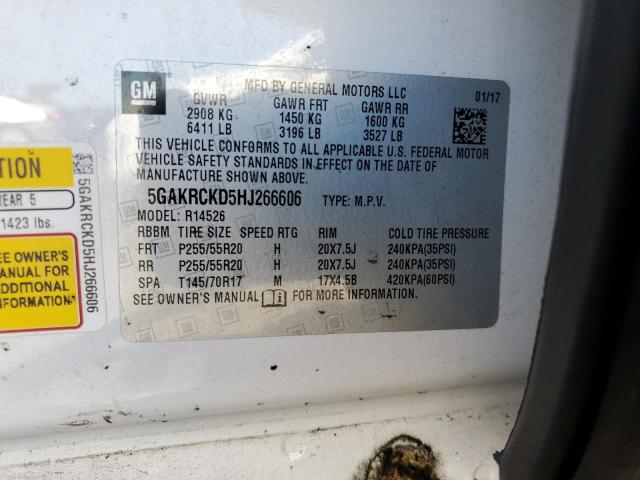 GM
MFD BY GENERAL MOTORS LLC
01/17
GVWR GAWR FRT GAWR RR
2908 KG 1450 KG 1600 KG
6411 LB 3196 LB 3527 LB
THIS VEHICLE CONFORMS TO ALL APPLICABLE U.S. FEDERAL MOTOR
VEHICLE SAFETY STANDARDS IN EFFECT ON THE DATE OF
MANUFACTURE SHOWN ABOVE.
5GAKRCKD5HJ266606 TYPE: M.P.V.
MODEL: R14526
RBBM TIRE SIZE SPEED RTG RIM COLD TIRE PRESSURE
FRT P255/55R20 H 20X7.5J 240KPA(35PSI)
RR P255/55R20 H 20X7.5J 240KPA(35PSI)
SPA T145/70R17 M 17X4.5B 420KPA(60PSI)
SEE OWNER'S MANUAL FOR MORE INFORMATION.
TION
REAR 5
1423 lbs.
SEE OWNER'S
MANUAL FOR
ADDITIONAL
INFORMATION
5GAKRCKD5HJ266606